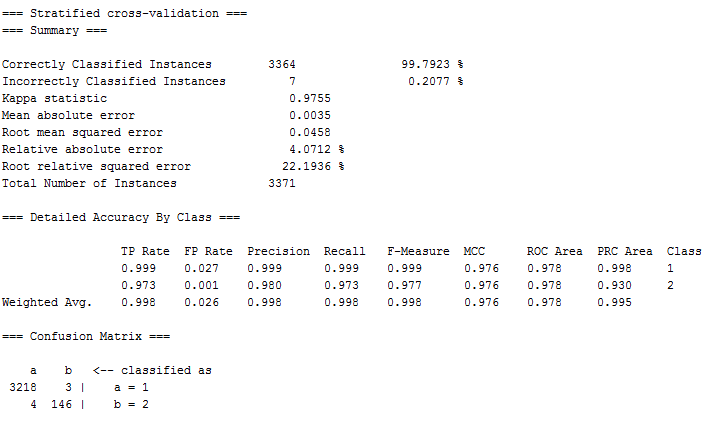 === Stratified cross-validation ===
=== Summary ===
Correctly Classified Instances 3364 99.7923 %
Incorrectly Classified Instances 7 0.2077 %
Kappa statistic 0.9755
Mean absolute error 0.0035
Root mean squared error 0.0458
Relative absolute error 4.0712 %
Root relative squared error 22.1936 %
Total Number of Instances 3371
=== Detailed Accuracy By Class ===
TP Rate FP Rate Precision Recall F-Measure MCC ROC Area PRC Area Class
0.999 0.027 0.999 0.999 0.999 0.976 0.978 0.998 1
0.973 0.001 0.980 0.973 0.977 0.976 0.978 0.930 2
Weighted Avg. 0.998 0.026 0.998 0.998 0.998 0.976 0.978 0.995
=== Confusion Matrix ===
a b <-- classified as
3218 3 | a = 1
4 146 | b = 2